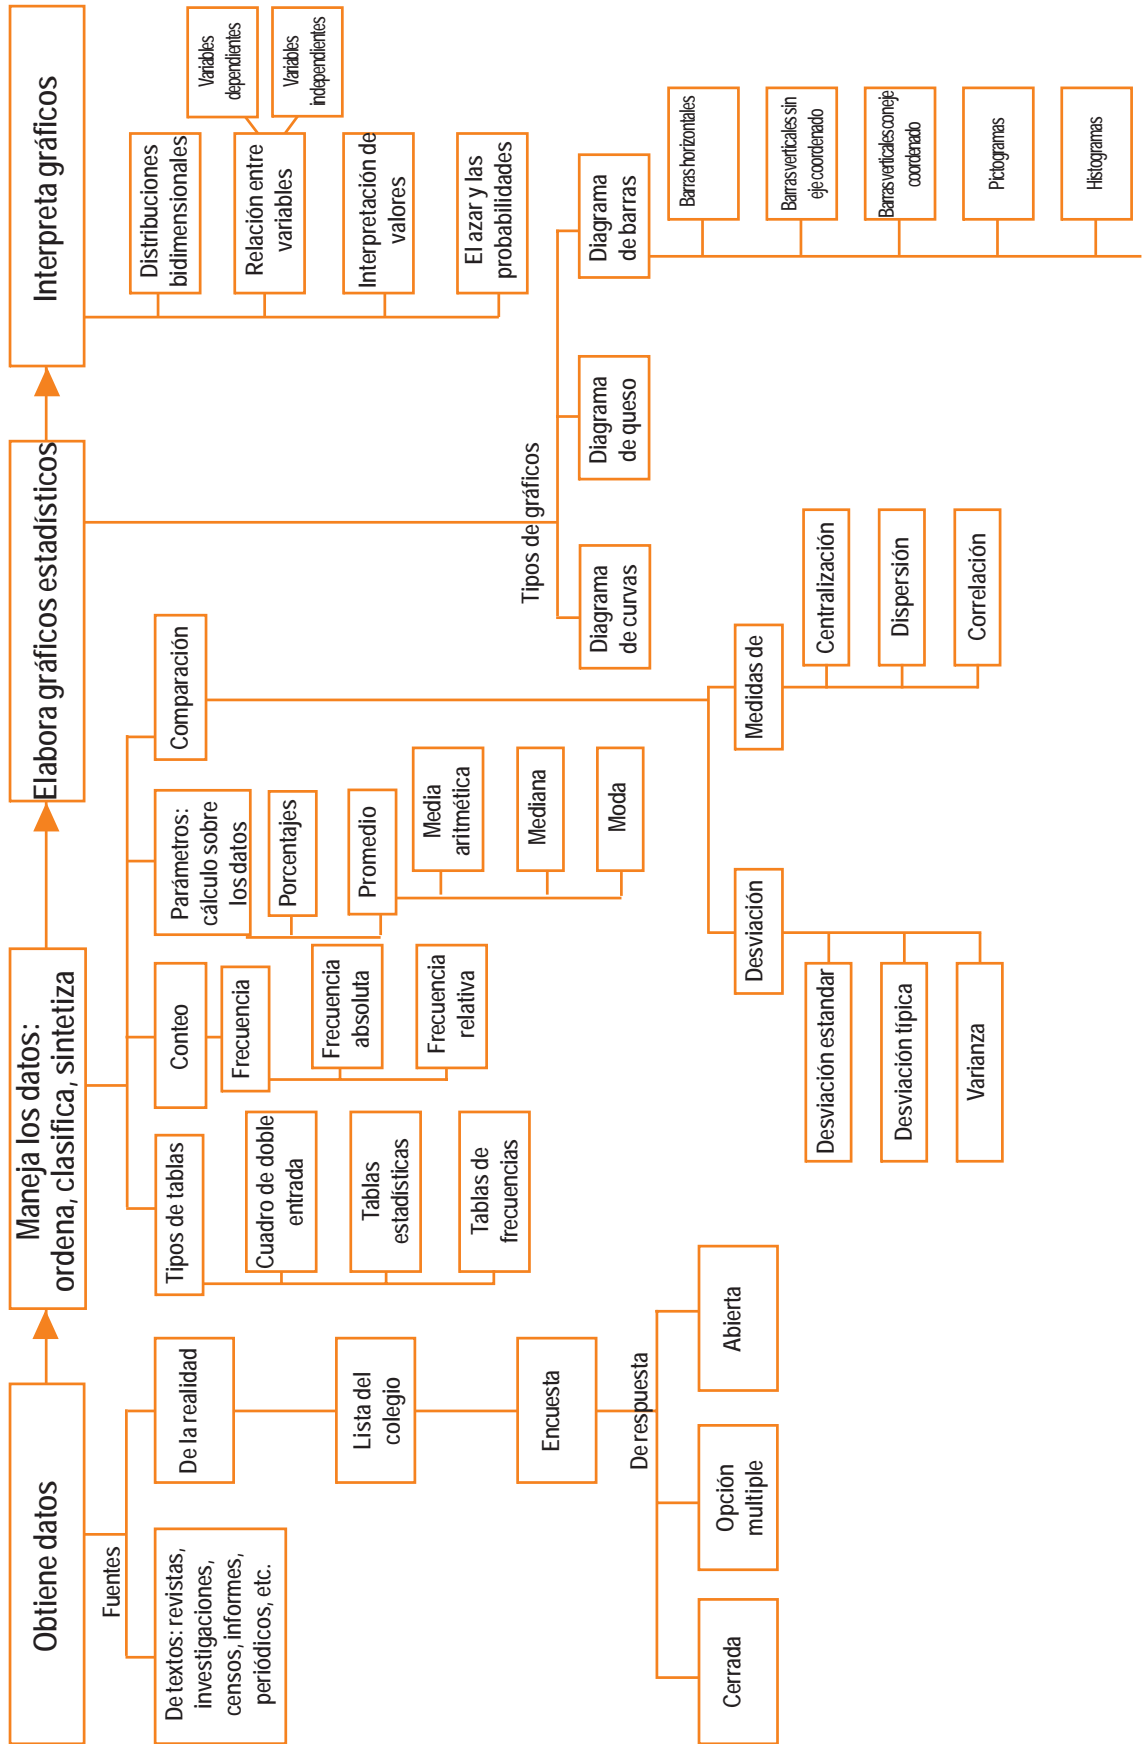 Obtiene datos
Fuentes
De textos: revistas,
investigaciones,
censos, informes,
periódicos, etc.
De la realidad
Lista del
colegio
Encuesta
De respuesta
Cerrada
Opción
multiple
Abierta
Maneja los datos:
ordena, clasifica, sintetiza
Tipos de tablas
Cuadro de doble
entrada
Tablas
estadísticas
Tablas de
frecuencias
Conteo
Frecuencia
Frecuencia
absoluta
Frecuencia
relativa
Parámetros:
cálculo sobre
los datos
Porcentajes
Promedio
Media
aritmética
Mediana
Moda
Comparación
Desviación
Desviación estandar
Desviación típica
Varianza
Medidas de
Centralización
Dispersión
Correlación
Elabora gráficos estadísticos
Tipos de gráficos
Diagrama
de curvas
Diagrama
de queso
Diagrama
de barras
Barras horizontales
Barras verticales sin
eje coordenado
Barras verticales con eje
coordenado
Pictogramas
Histogramas
Interpreta gráficos
Distribuciones
bidimensionales
Relación entre
variables
Variables
dependientes
Variables
independientes
Interpretación de
valores
El azar y las
probabilidades